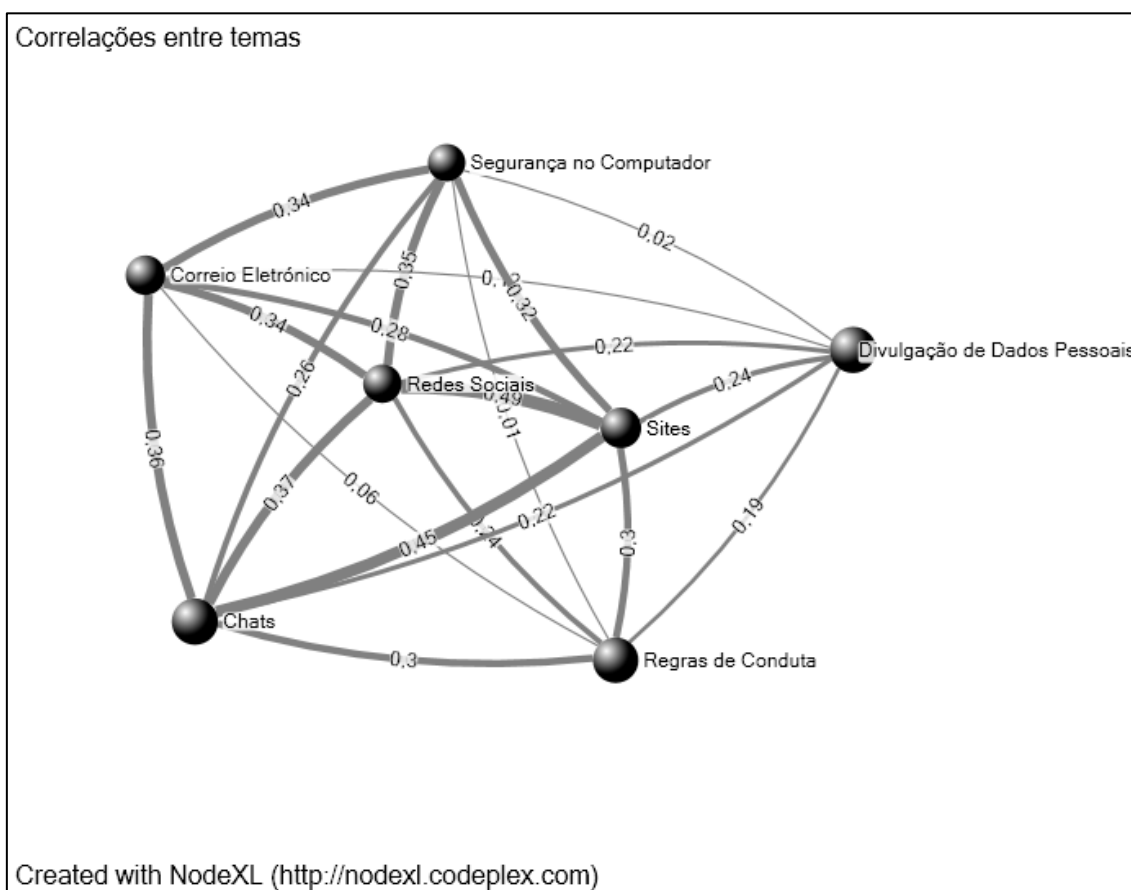 Correlações entre temas
Segurança no Computador
0,34
0,02
Correio Eletrónico
0,35
0,32
0,34
0,28
0,22
Divulgação de Dados Pessoais
0,26
Redes Sociais
0,49
0,24
0,01
Sites
0,36
0,37
0,06
0,22
0,19
0,45
0,3
Chats
0,3
Regras de Conduta
Created with NodeXL (http://nodexl.codeplex.com)